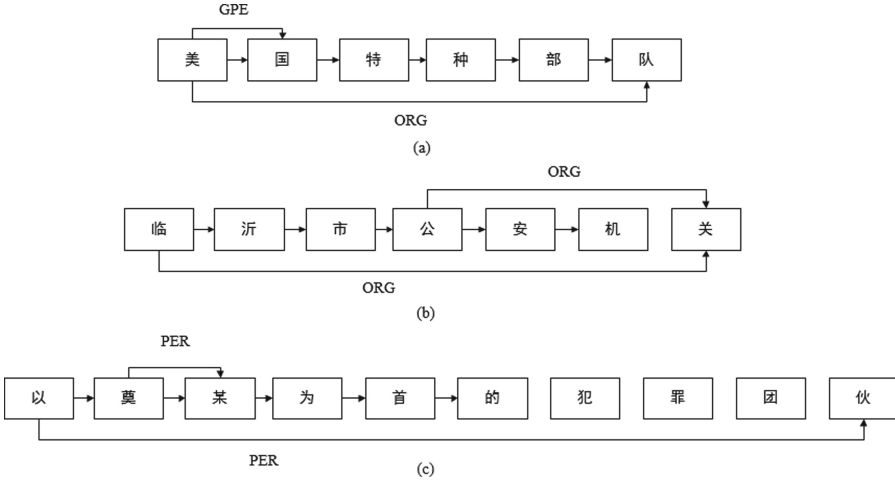 GPE
美 国 特 种 部 队
ORG
(a)
ORG
临 沂 市 公 安 机 关
ORG
(b)
PER
以 奠 某 为 首 的 犯 罪 团 伙
PER
(c)